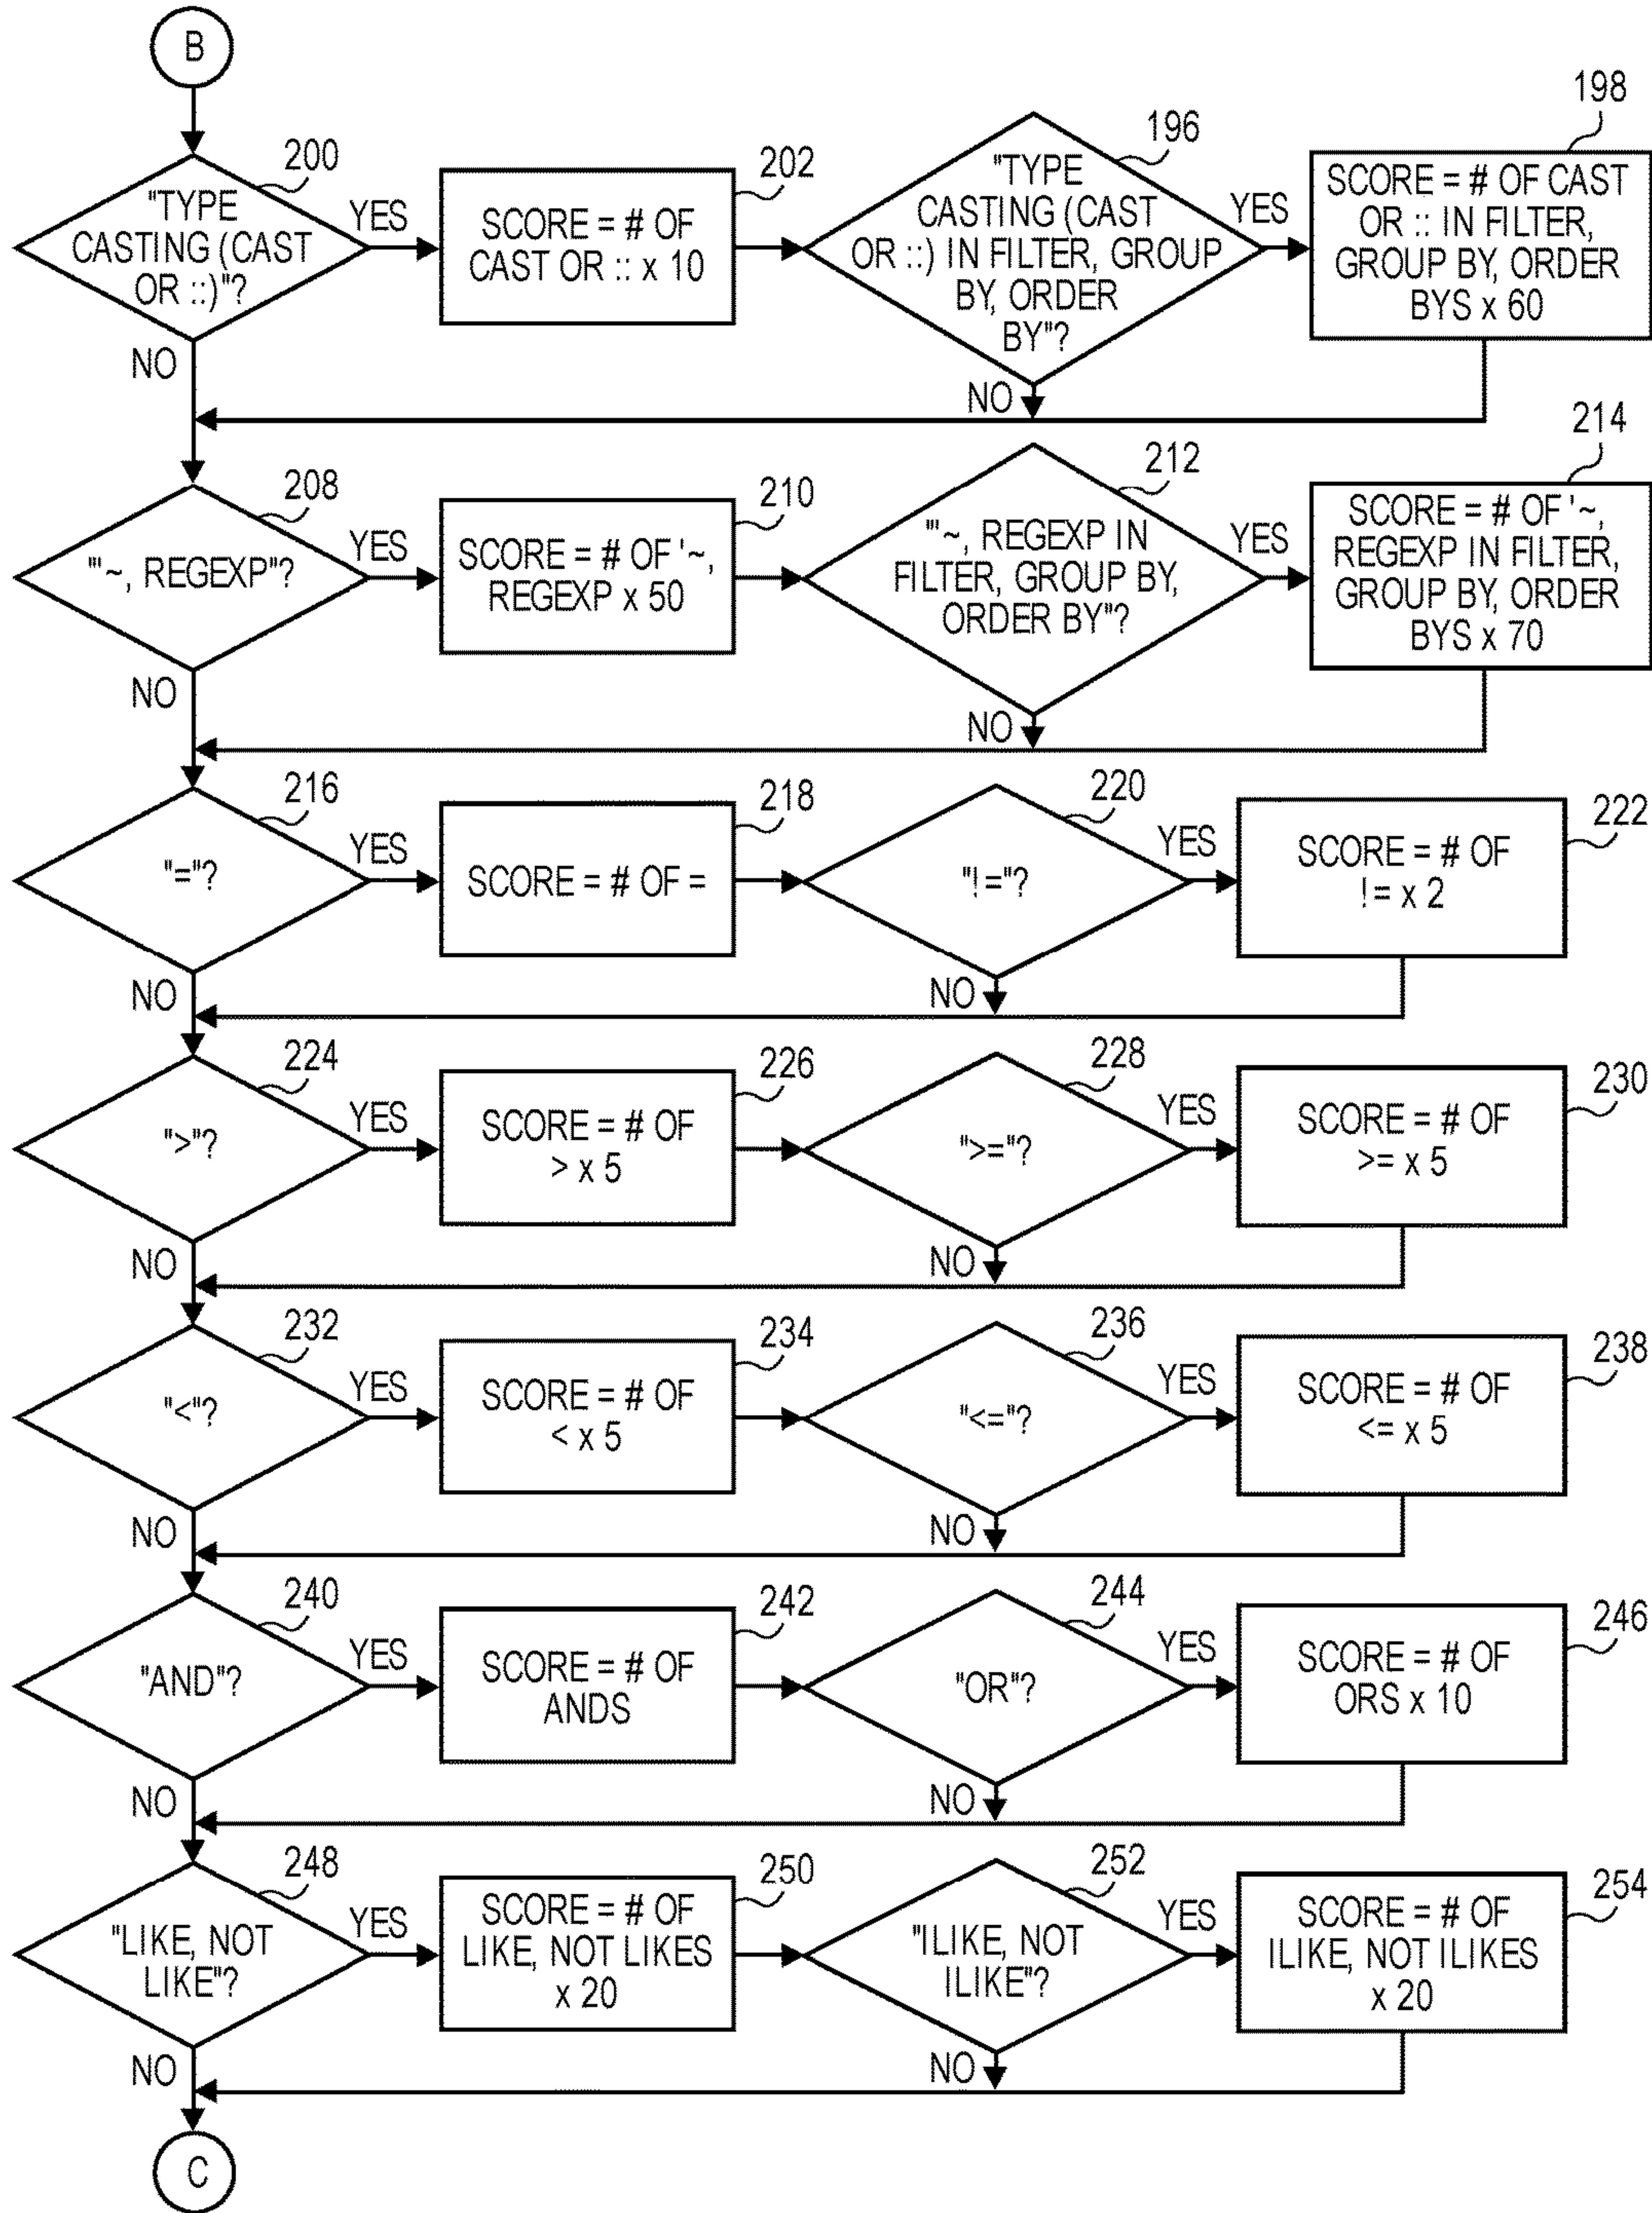 B
200
"TYPE
CASTING (CAST
OR ::)"?
YES
NO
202
SCORE = # OF
CAST OR :: x 10
196
"TYPE
CASTING (CAST
OR ::) IN FILTER, GROUP
BY, ORDER
BY"?
YES
NO
198
SCORE = # OF CAST
OR :: IN FILTER,
GROUP BY, ORDER
BYS x 60
208
"'~, REGEXP"?
YES
NO
210
SCORE = # OF '~,
REGEXP x 50
212
"'~, REGEXP IN
FILTER, GROUP BY,
ORDER BY"?
YES
NO
214
SCORE = # OF '~,
REGEXP IN FILTER,
GROUP BY, ORDER
BYS x 70
216
"="?
YES
NO
218
SCORE = # OF =
220
"!="?
YES
NO
222
SCORE = # OF
!= x 2
224
">"?
YES
NO
226
SCORE = # OF
> x 5
228
">="?
YES
NO
230
SCORE = # OF
>= x 5
232
"<"?
YES
NO
234
SCORE = # OF
< x 5
236
"<="?
YES
NO
238
SCORE = # OF
<= x 5
240
"AND"?
YES
NO
242
SCORE = # OF
ANDS
244
"OR"?
YES
NO
246
SCORE = # OF
ORS x 10
248
"LIKE, NOT
LIKE"?
YES
NO
250
SCORE = # OF
LIKE, NOT LIKES
x 20
252
"ILIKE, NOT
ILIKE"?
YES
NO
254
SCORE = # OF
ILIKE, NOT ILIKES
x 20
C